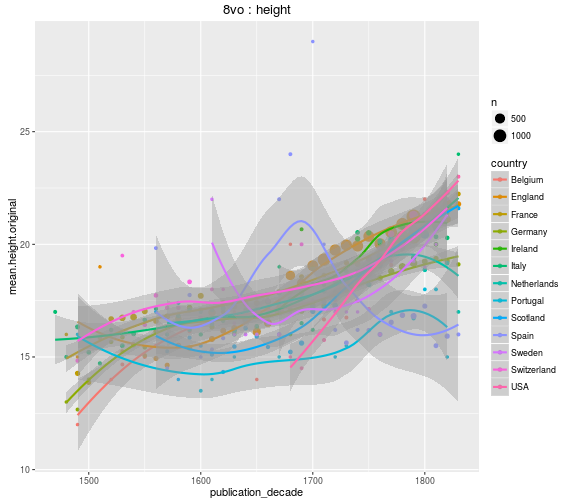 8vo : height
mean.height.original
25
20
15
10
1500
1600
1700
1800
publication_decade
n
500
1000
country
Belgium
England
France
Germany
Ireland
Italy
Netherlands
Portugal
Scotland
Spain
Sweden
Switzerland
USA